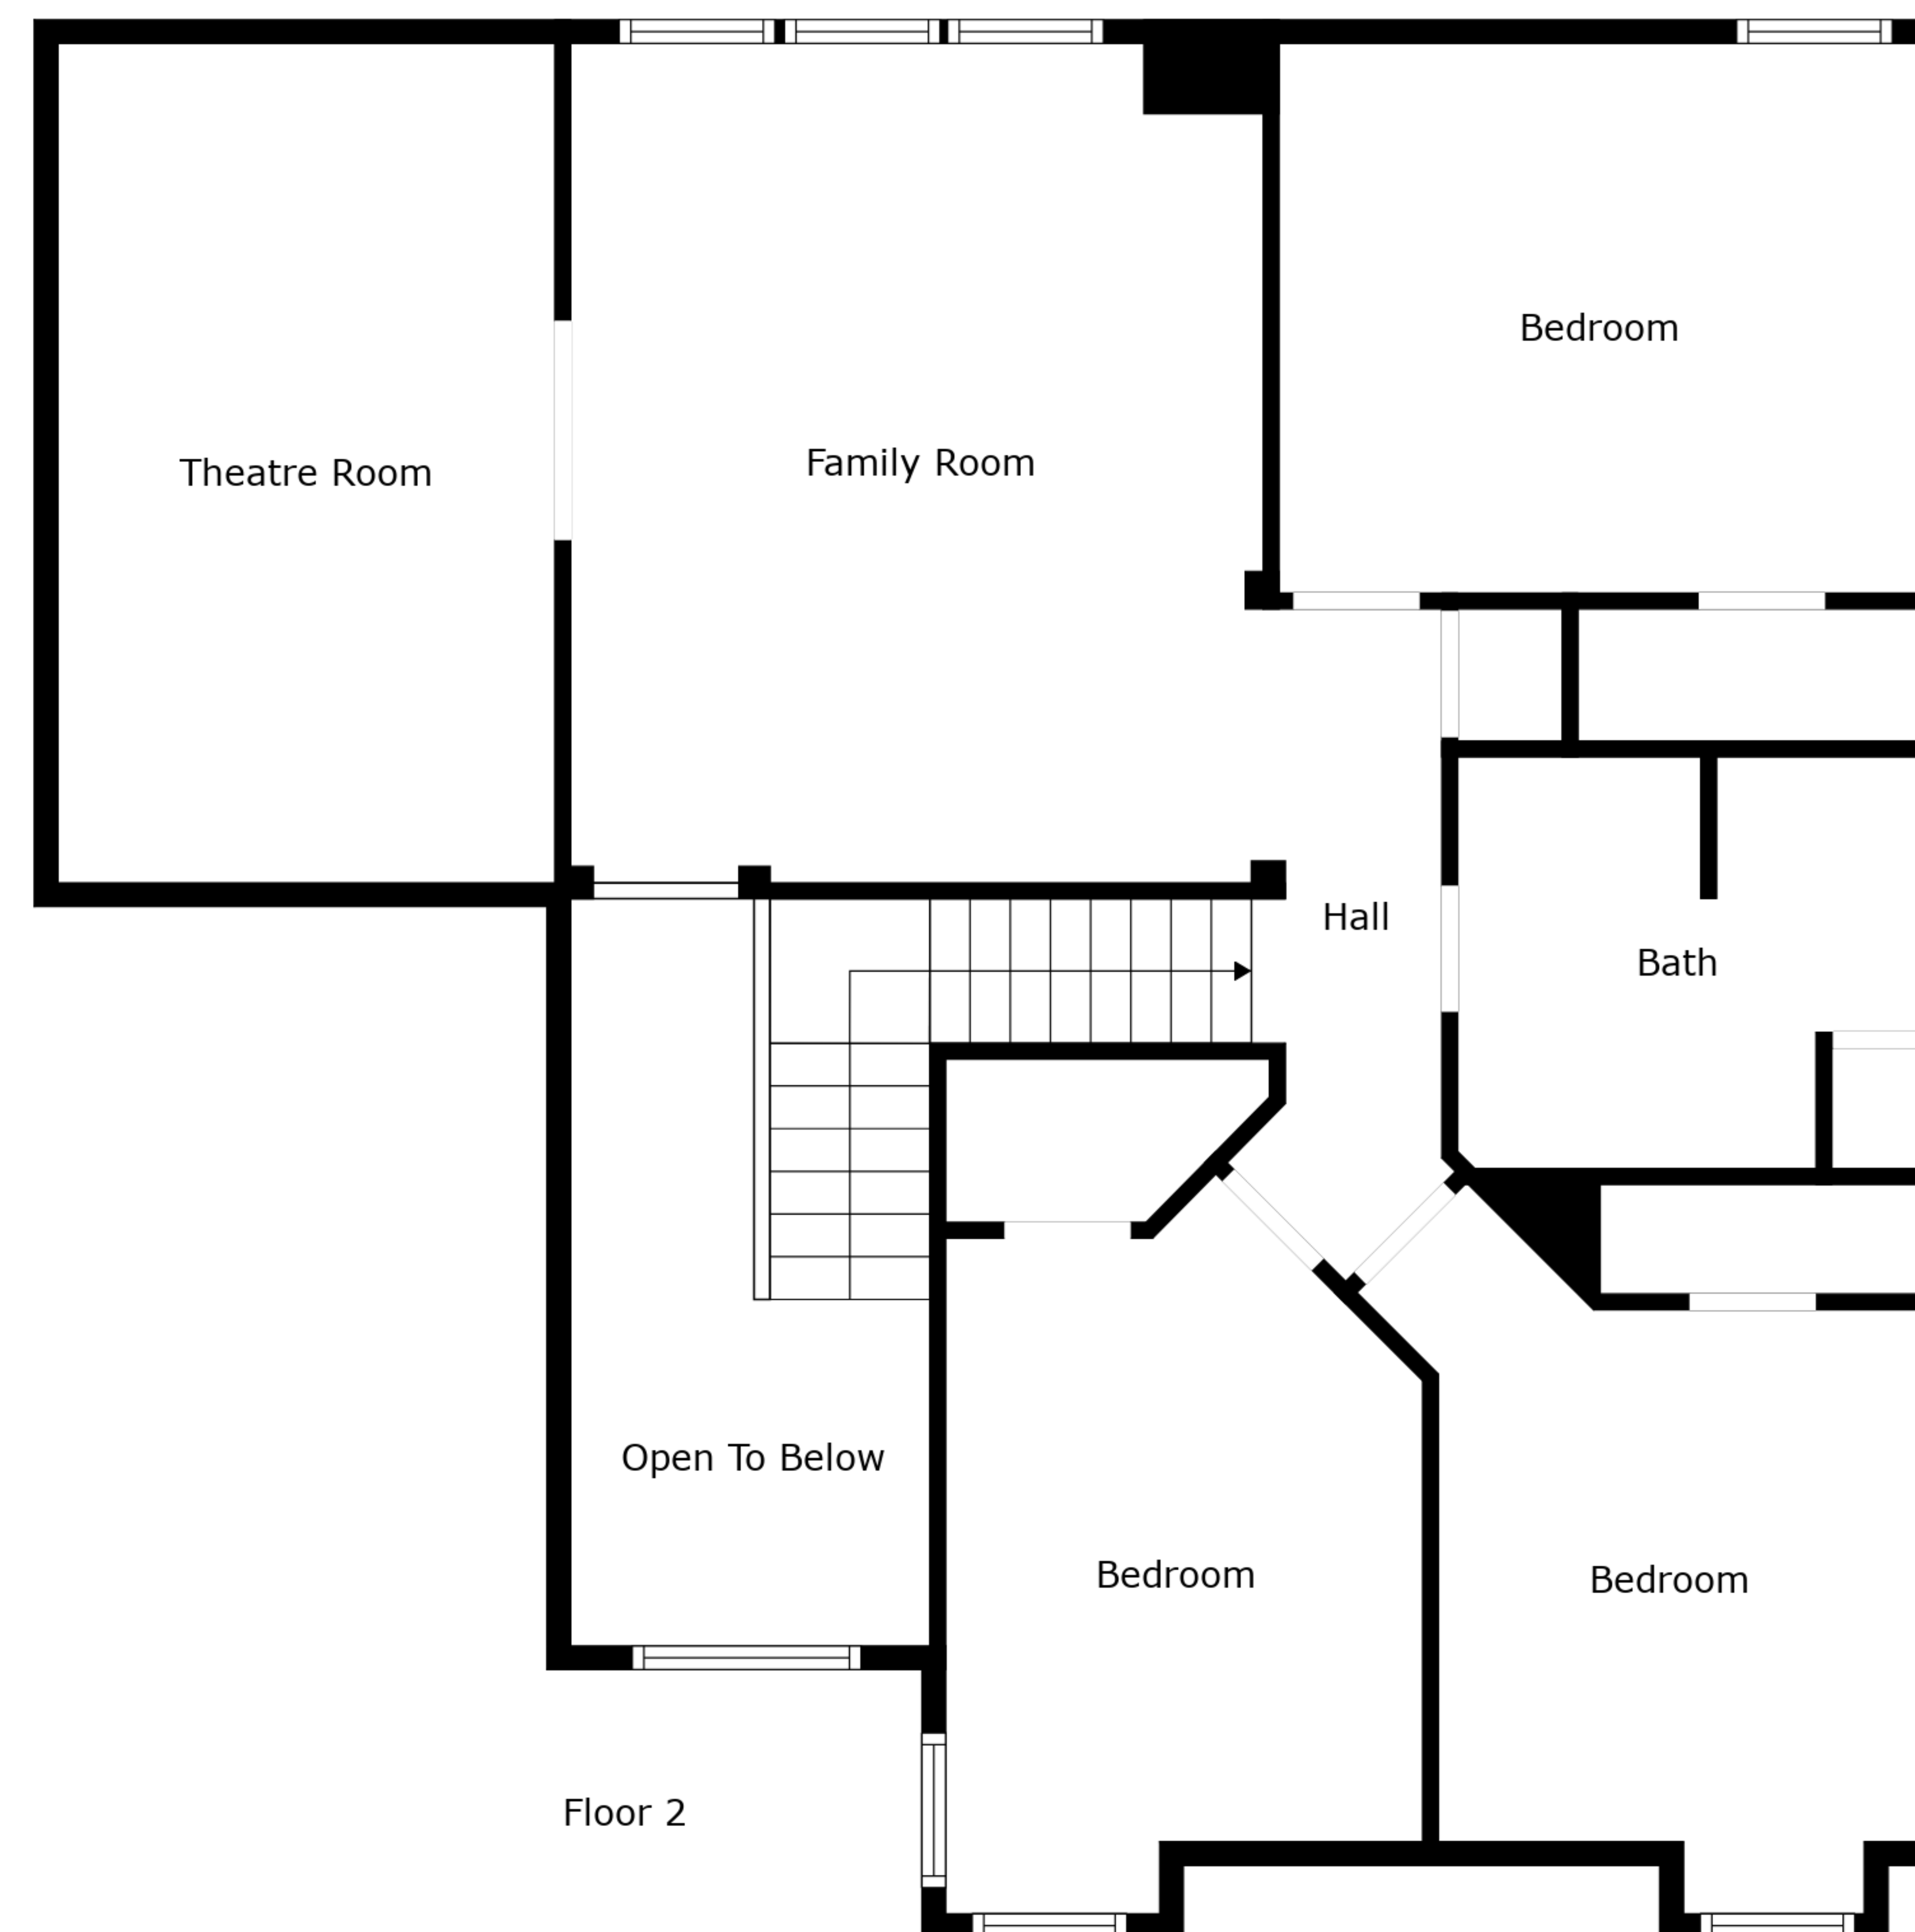 Bedroom
Family Room
Theatre Room
Hall
Bath
Open To Below
Bedroom
Bedroom
Floor 2